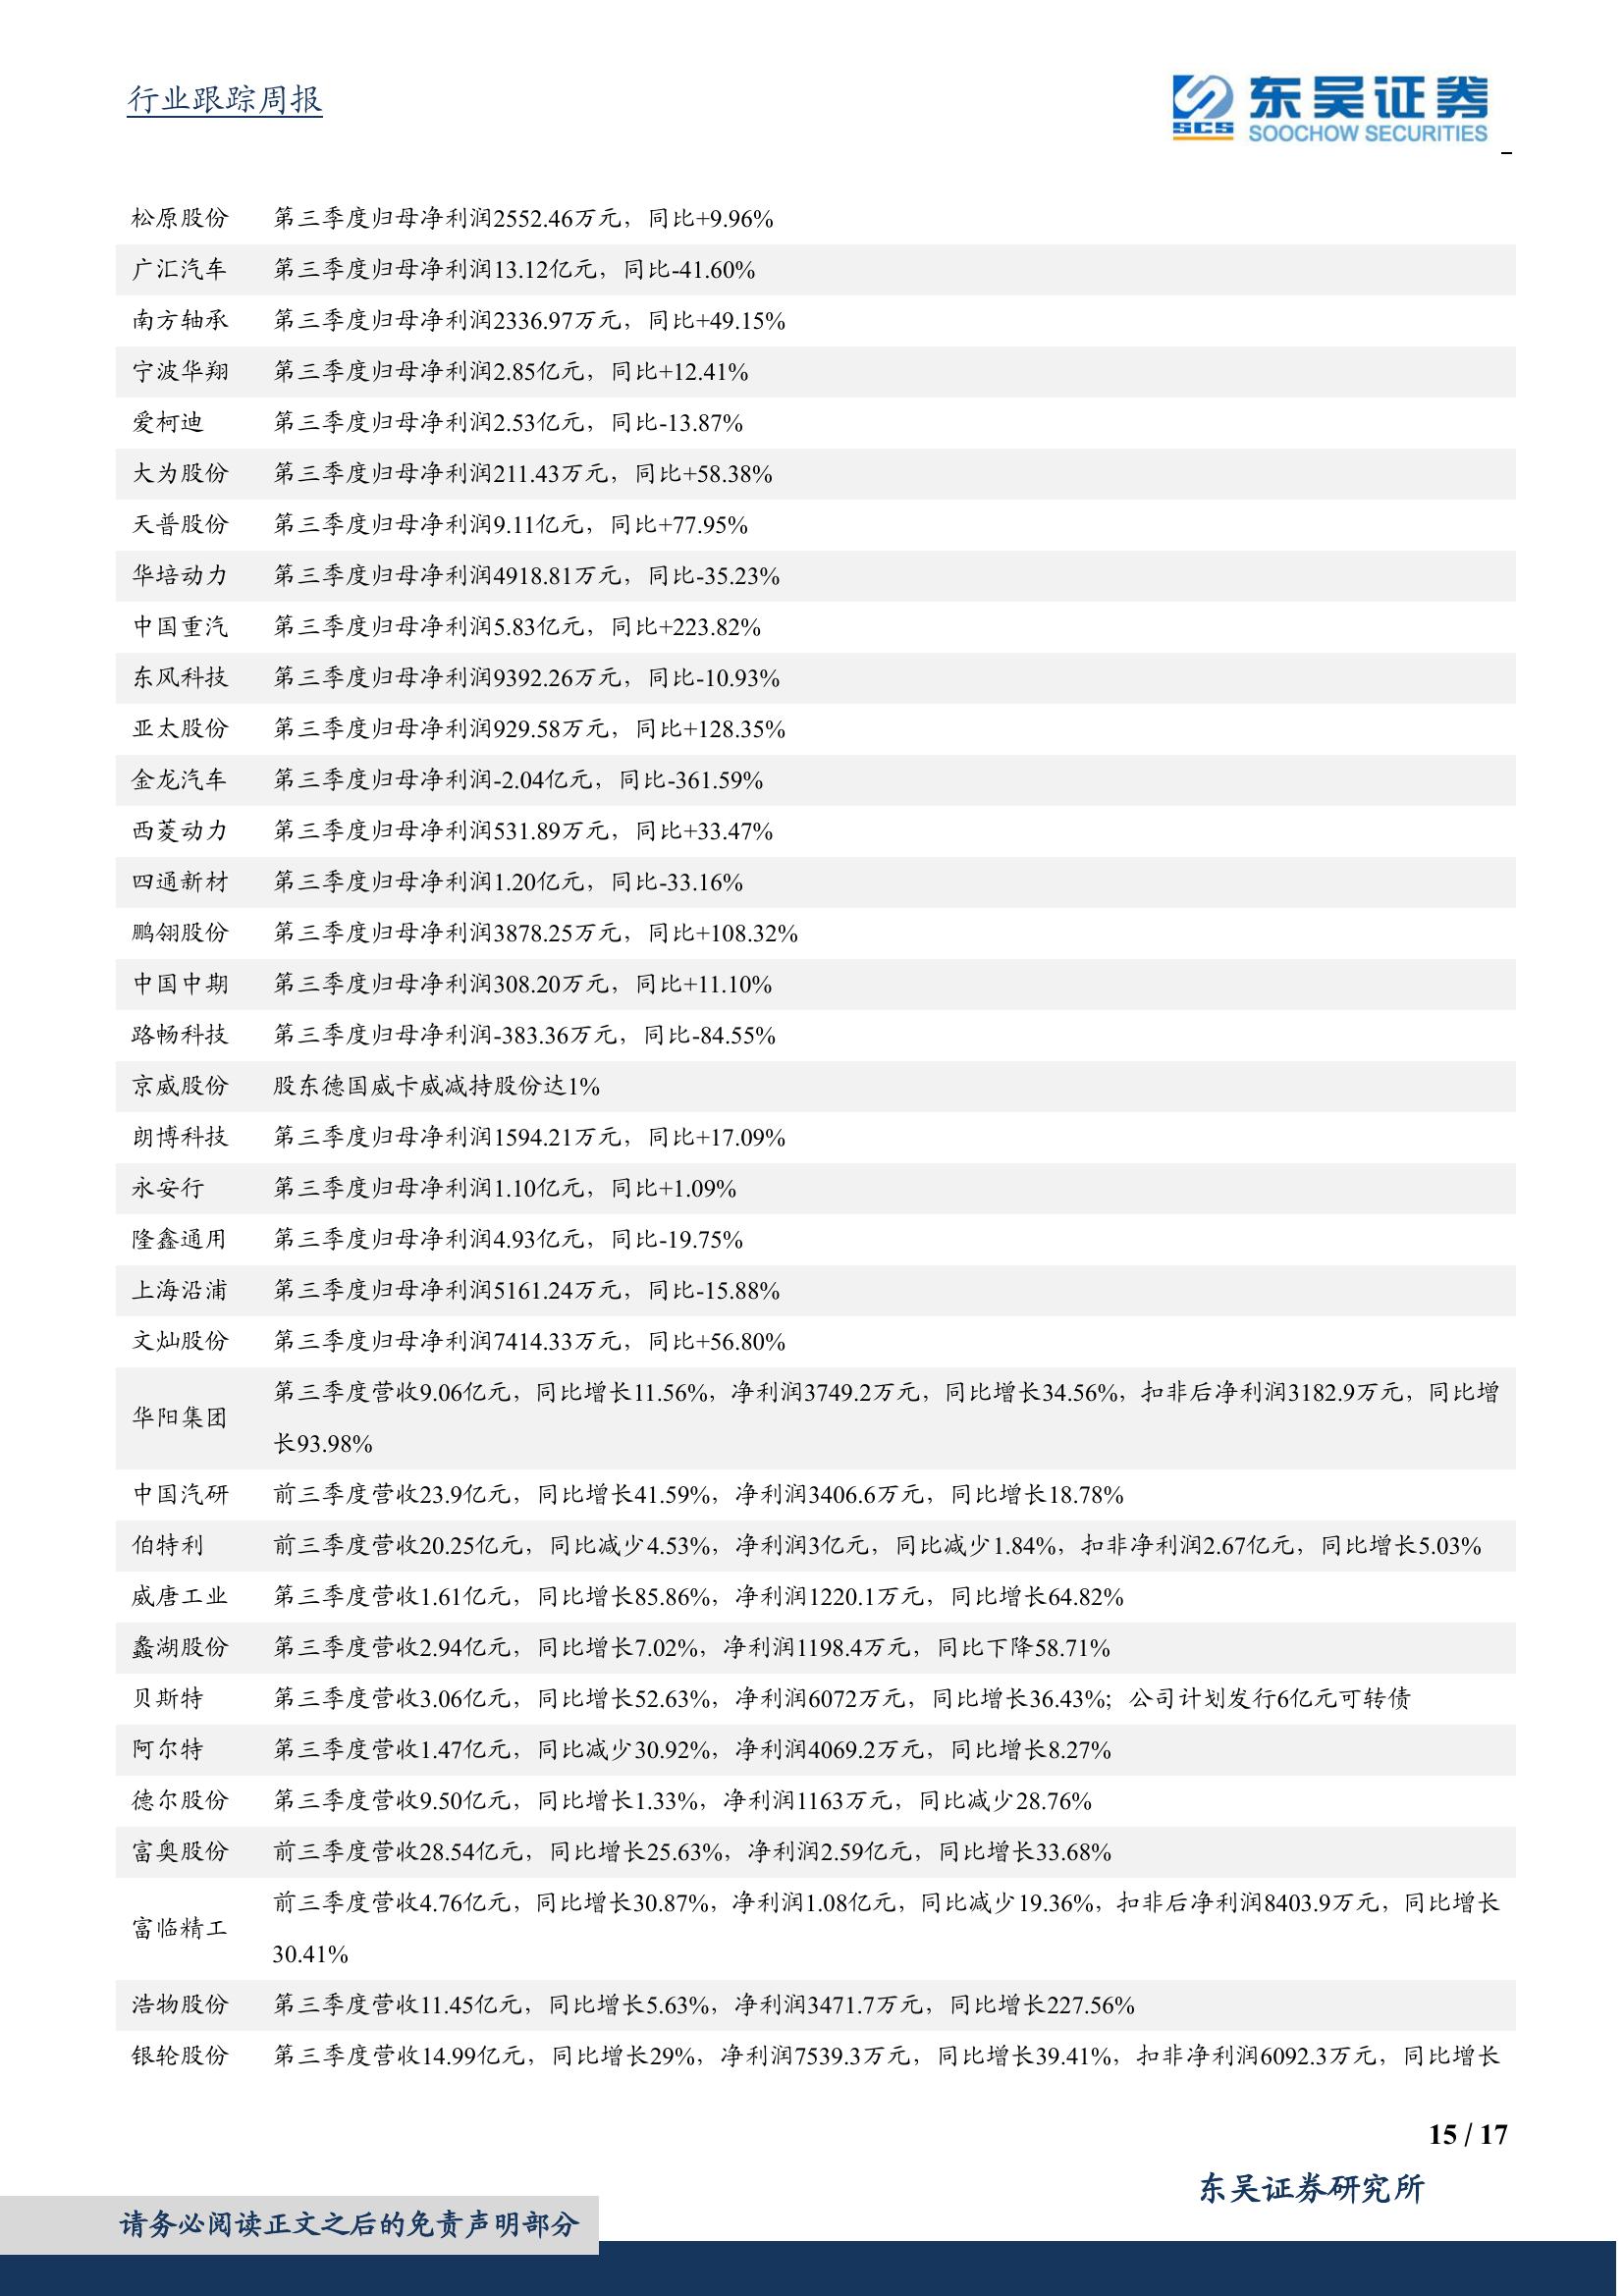 行业跟踪周报
SCS 东吴证券
SOOCHOW SECURITIES
松原股份 第三季度归母净利润2552.46万元，同比+9.96%
广汇汽车 第三季度归母净利润13.12亿元，同比-41.60%
南方轴承 第三季度归母净利润2336.97万元，同比+49.15%
宁波华翔 第三季度归母净利润2.85亿元，同比+12.41%
爱柯迪 第三季度归母净利润2.53亿元，同比-13.87%
大为股份 第三季度归母净利润211.43万元，同比+58.38%
天普股份 第三季度归母净利润9.11亿元，同比+77.95%
华培动力 第三季度归母净利润4918.81万元，同比-35.23%
中国重汽 第三季度归母净利润5.83亿元，同比+223.82%
东风科技 第三季度归母净利润9392.26万元，同比-10.93%
亚太股份 第三季度归母净利润929.58万元，同比+128.35%
金龙汽车 第三季度归母净利润-2.04亿元，同比-361.59%
西菱动力 第三季度归母净利润531.89万元，同比+33.47%
四通新材 第三季度归母净利润1.20亿元，同比-33.16%
鹏翎股份 第三季度归母净利润3878.25万元，同比+108.32%
中国中期 第三季度归母净利润308.20万元，同比+11.10%
路畅科技 第三季度归母净利润-383.36万元，同比-84.55%
京威股份 股东德国威卡威减持股份达1%
朗博科技 第三季度归母净利润1594.21万元，同比+17.09%
永安行 第三季度归母净利润1.10亿元，同比+1.09%
隆鑫通用 第三季度归母净利润4.93亿元，同比-19.75%
上海沿浦 第三季度归母净利润5161.24万元，同比-15.88%
文灿股份 第三季度归母净利润7414.33万元，同比+56.80%
华阳集团 第三季度营收9.06亿元，同比增长11.56%，净利润3749.2万元，同比增长34.56%，扣非后净利润3182.9万元，同比增
长93.98%
中国汽研 前三季度营收23.9亿元，同比增长41.59%，净利润3406.6万元，同比增长18.78%
伯特利 前三季度营收20.25亿元，同比减少4.53%，净利润3亿元，同比减少1.84%，扣非净利润2.67亿元，同比增长5.03%
威唐工业 第三季度营收1.61亿元，同比增长85.86%，净利润1220.1万元，同比增长64.82%
蠡湖股份 第三季度营收2.94亿元，同比增长7.02%，净利润1198.4万元，同比下降58.71%
贝斯特 第三季度营收3.06亿元，同比增长52.63%，净利润6072万元，同比增长36.43%；公司计划发行6亿元可转债
阿尔特 第三季度营收1.47亿元，同比减少30.92%，净利润4069.2万元，同比增长8.27%
德尔股份 第三季度营收9.50亿元，同比增长1.33%，净利润1163万元，同比减少28.76%
富奥股份 前三季度营收28.54亿元，同比增长25.63%，净利润2.59亿元，同比增长33.68%
富临精工 前三季度营收4.76亿元，同比增长30.87%，净利润1.08亿元，同比减少19.36%，扣非后净利润8403.9万元，同比增长
30.41%
浩物股份 第三季度营收11.45亿元，同比增长5.63%，净利润3471.7万元，同比增长227.56%
银轮股份 第三季度营收14.99亿元，同比增长29%，净利润7539.3万元，同比增长39.41%，扣非净利润6092.3万元，同比增长
15 / 17
东吴证券研究所
请务必阅读正文之后的免责声明部分